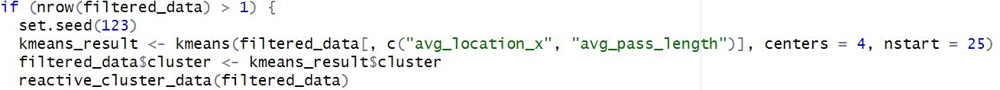 if (nrow(filtered_data) > 1) {
  set.seed(123)
  kmeans_result <- kmeans(filtered_data[, c("avg_location_x", "avg_pass_length")], centers = 4, nstart = 25)
  filtered_data$cluster <- kmeans_result$cluster
  reactive_cluster_data(filtered_data)